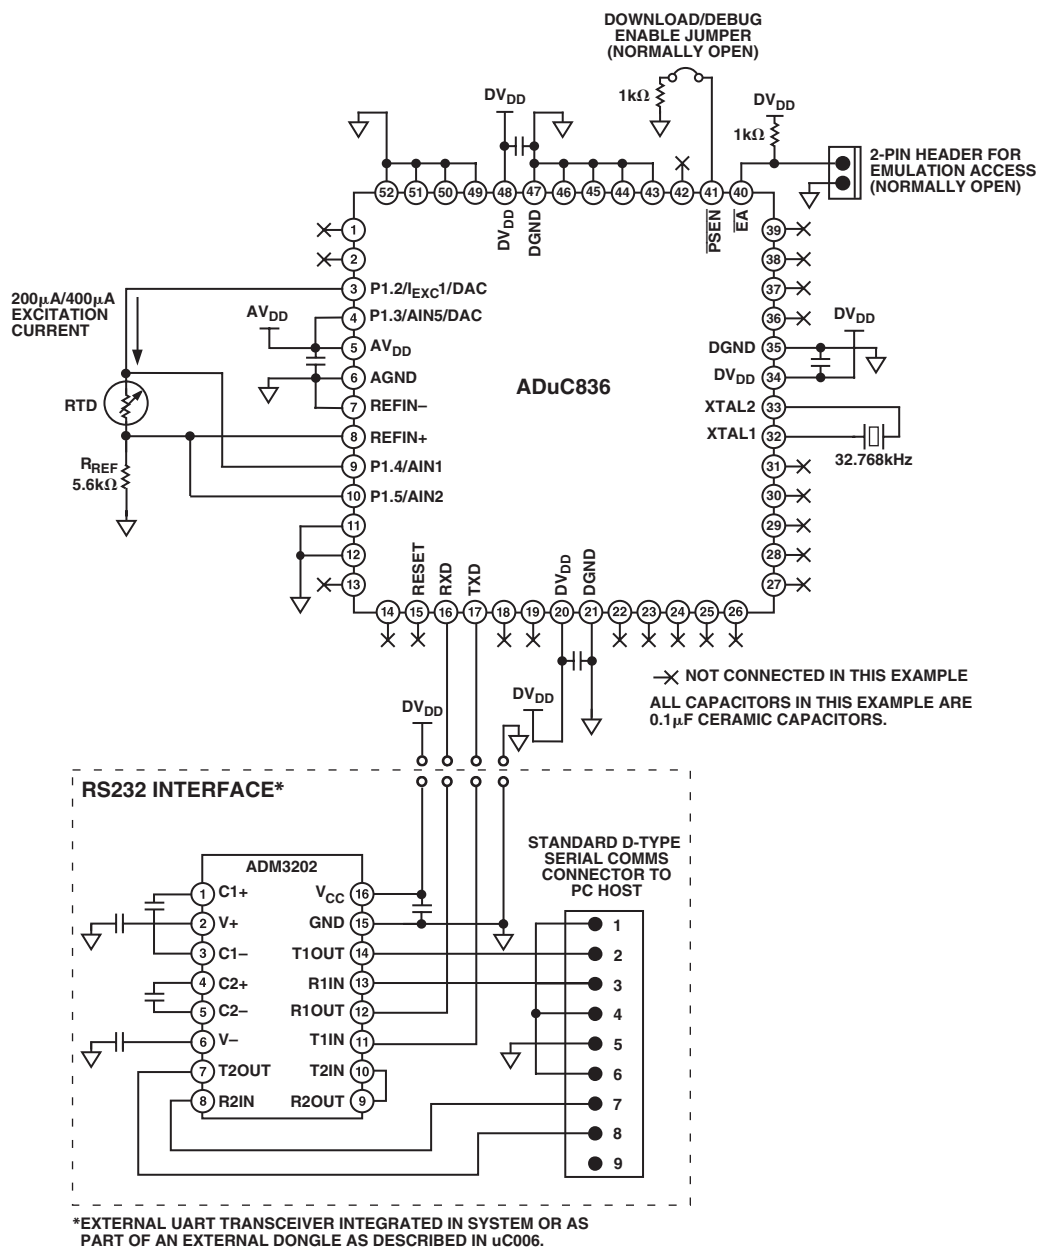 DOWNLOAD/DEBUG
ENABLE JUMPER
(NORMALLY OPEN)
1kΩ
DVDD
DVDD
1kΩ
2-PIN HEADER FOR
EMULATION ACCESS
(NORMALLY OPEN)
52 51 50 49 48 47 46 45 44 43 42 41 40
DVDD
DGND
PSEN
EA
1
2
3 P1.2/IEXC1/DAC
4 P1.3/AIN5/DAC
5 AVDD
6 AGND
7 REFIN–
8 REFIN+
9 P1.4/AIN1
10 P1.5/AIN2
11
12
13
200µA/400µA
EXCITATION
CURRENT
AVDD
RTD
RREF
5.6kΩ
ADuC836
39
38
37
36
DVDD
DGND 35
DVDD 34
XTAL2 33
XTAL1 32
32.768kHz
31
30
29
28
27
RESET
RXD
TXD
DVDD
DGND
14 15 16 17 18 19 20 21 22 23 24 25 26
NOT CONNECTED IN THIS EXAMPLE
ALL CAPACITORS IN THIS EXAMPLE ARE
0.1µF CERAMIC CAPACITORS.
DVDD
DVDD
RS232 INTERFACE*
ADM3202
1 C1+
2 V+
3 C1–
4 C2+
5 C2–
6 V–
7 T2OUT
8 R2IN
VCC 16
GND 15
T1OUT 14
R1IN 13
R1OUT 12
T1IN 11
T2IN 10
R2OUT 9
STANDARD D-TYPE
SERIAL COMMS
CONNECTOR TO
PC HOST
1
2
3
4
5
6
7
8
9
*EXTERNAL UART TRANSCEIVER INTEGRATED IN SYSTEM OR AS
PART OF AN EXTERNAL DONGLE AS DESCRIBED IN uC006.